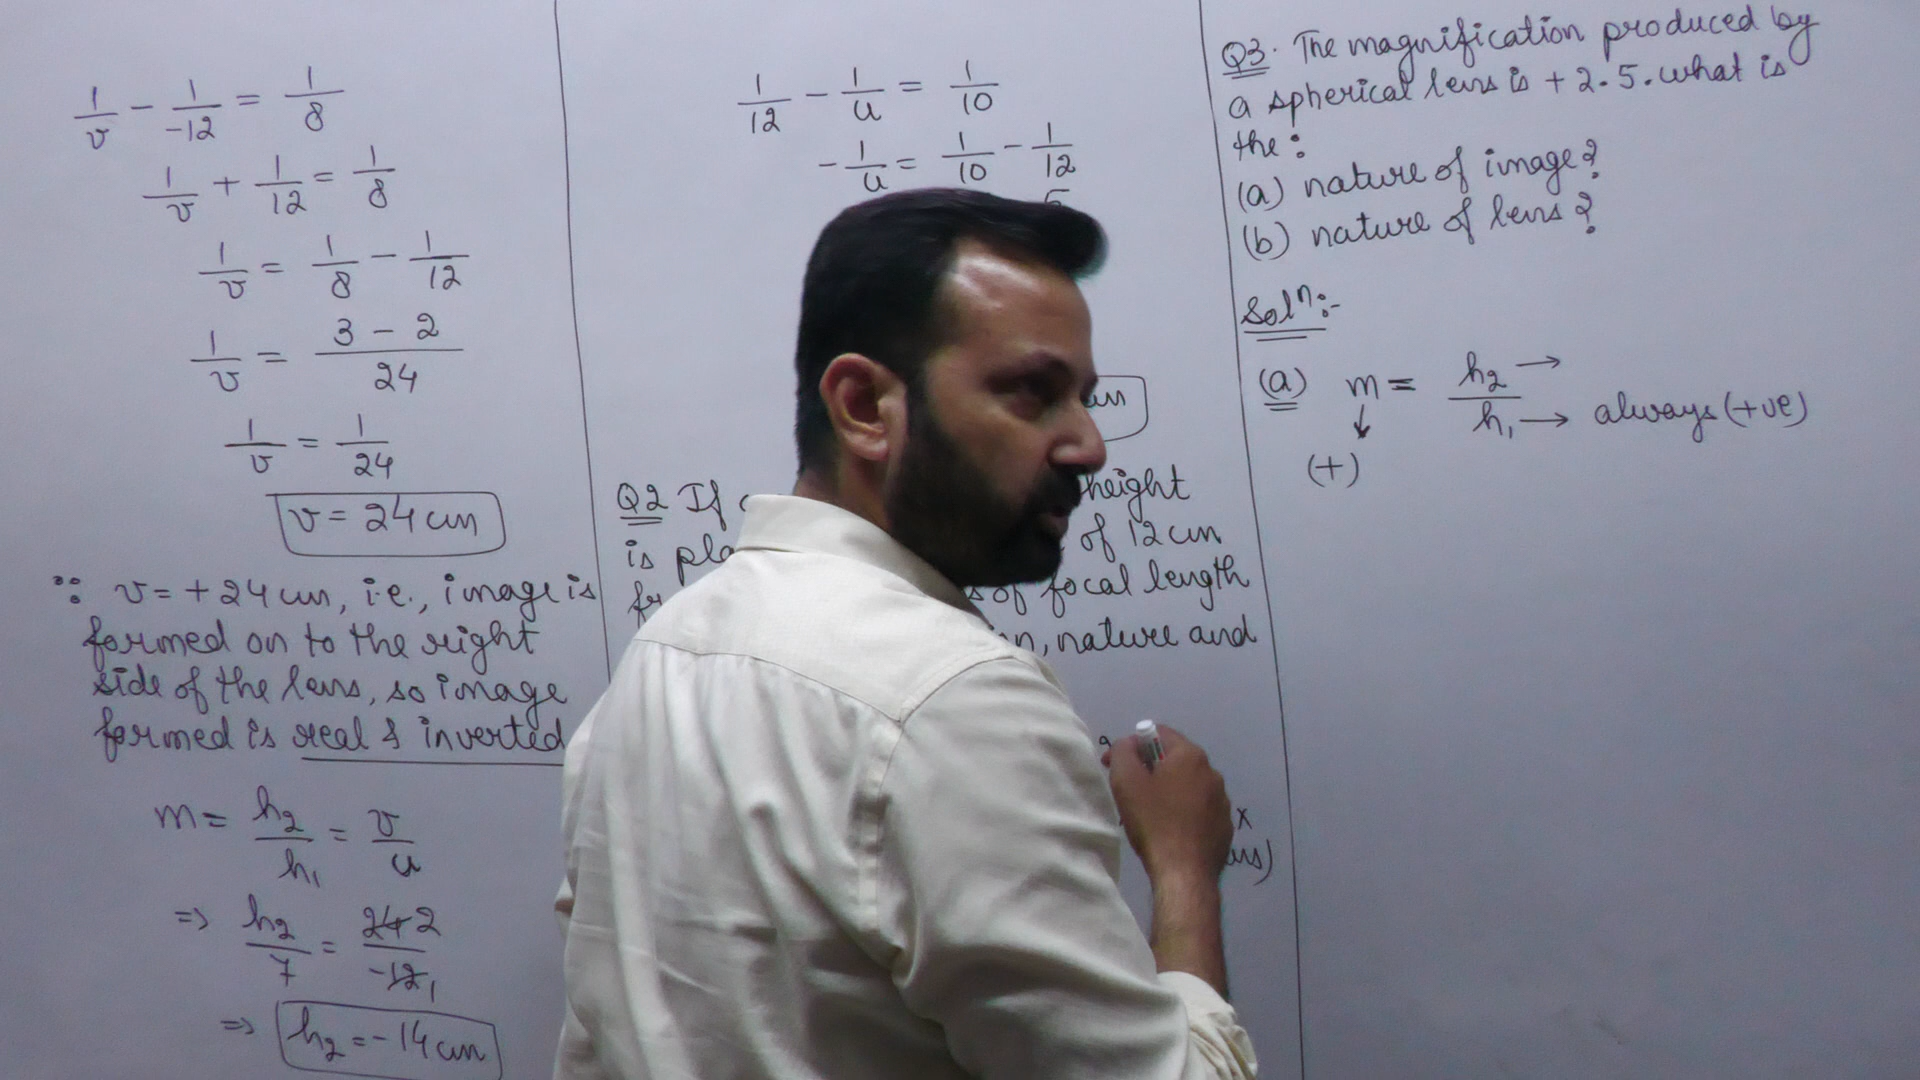 1/v - 1/-12 = 1/8
1/v + 1/12 = 1/8
1/v = 1/8 - 1/12
1/v = 3 - 2/24
1/v = 1/24
v = 24 cm
∵ v = + 24 cm, i.e., image is
formed on to the right
side of the lens, so image
formed is real & inverted
m = h₂/h₁ = v/u
⇒ h₂/7 = 24 2/-12 1
⇒ h₂ = - 14 cm
1/12 - 1/u = 1/10
-1/u = 1/10 - 1/12
cm
Q2 If height
is of 12 cm
of focal length
, nature and
x
Q3. The magnification produced by
a spherical lens is + 2.5. what is
the :
(a) nature of image?
(b) nature of lens?
Solⁿ:-
(a) m = h₂ → / h₁ → always (+ve)
↓
(+)